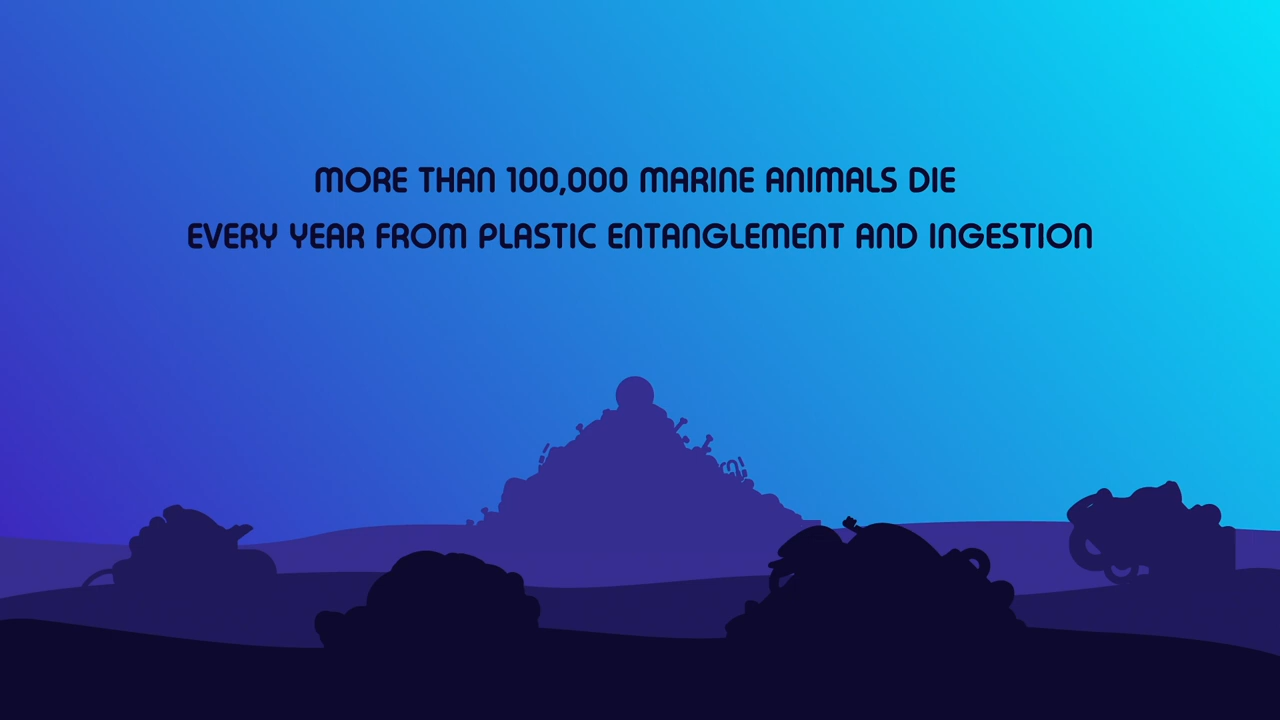 MORE THAN 100,000 MARINE ANIMALS DIE
EVERY YEAR FROM PLASTIC ENTANGLEMENT AND INGESTION